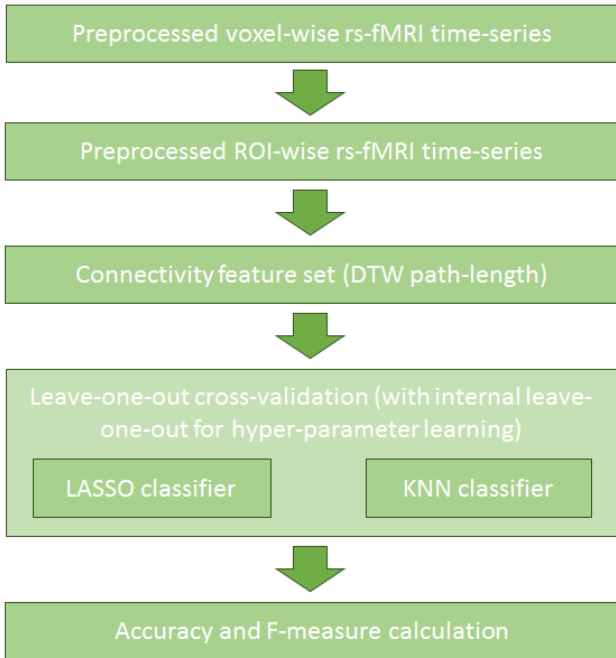 Preprocessed voxel-wise rs-fMRI time-series
Preprocessed ROI-wise rs-fMRI time-series
Connectivity feature set (DTW path-length)
Leave-one-out cross-validation (with internal leave-
one-out for hyper-parameter learning)
LASSO classifier
KNN classifier
Accuracy and F-measure calculation